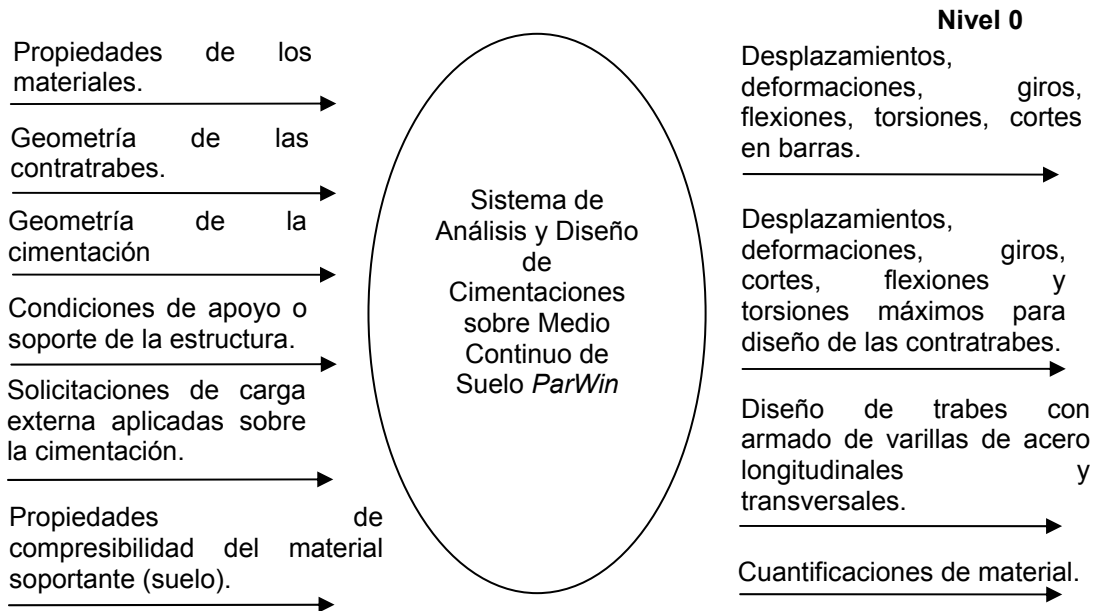 Nivel 0
Propiedades de los
materiales.
Geometría de las
contratrabes.
Geometría de la
cimentación
Condiciones de apoyo o
soporte de la estructura.
Solicitaciones de carga
externa aplicadas sobre
la cimentación.
Propiedades de
compresibilidad del material
soportante (suelo).
Sistema de
Análisis y Diseño
de
Cimentaciones
sobre Medio
Continuo de
Suelo ParWin
Desplazamientos,
deformaciones, giros,
flexiones, torsiones, cortes
en barras.
Desplazamientos,
deformaciones, giros,
cortes, flexiones y
torsiones máximos para
diseño de las contratrabes.
Diseño de trabes con
armado de varillas de acero
longitudinales y
transversales.
Cuantificaciones de material.